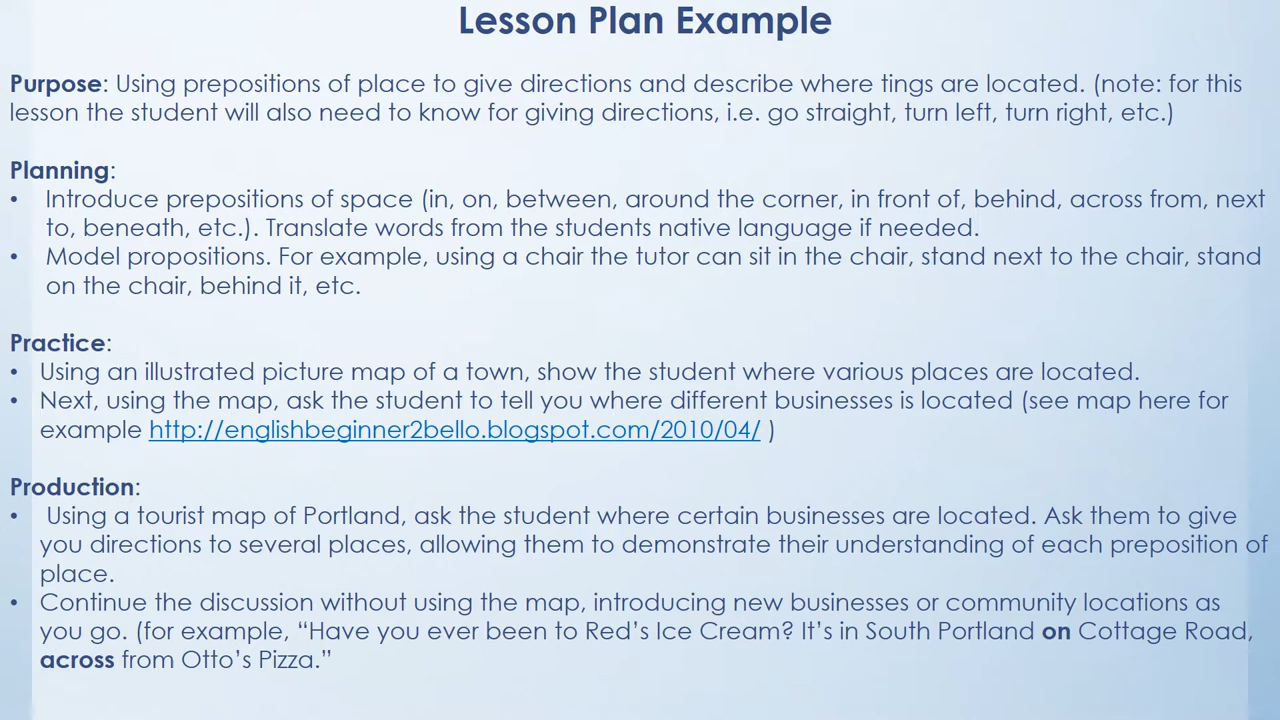 Lesson Plan Example
Purpose: Using prepositions of place to give directions and describe where tings are located. (note: for this
lesson the student will also need to know for giving directions, i.e. go straight, turn left, turn right, etc.)
Planning:
• Introduce prepositions of space (in, on, between, around the corner, in front of, behind, across from, next
to, beneath, etc.). Translate words from the students native language if needed.
• Model propositions. For example, using a chair the tutor can sit in the chair, stand next to the chair, stand
on the chair, behind it, etc.
Practice:
• Using an illustrated picture map of a town, show the student where various places are located.
• Next, using the map, ask the student to tell you where different businesses is located (see map here for
example http://englishbeginner2bello.blogspot.com/2010/04/ )
Production:
• Using a tourist map of Portland, ask the student where certain businesses are located. Ask them to give
you directions to several places, allowing them to demonstrate their understanding of each preposition of
place.
• Continue the discussion without using the map, introducing new businesses or community locations as
you go. (for example, “Have you ever been to Red’s Ice Cream? It’s in South Portland on Cottage Road,
across from Otto’s Pizza.”